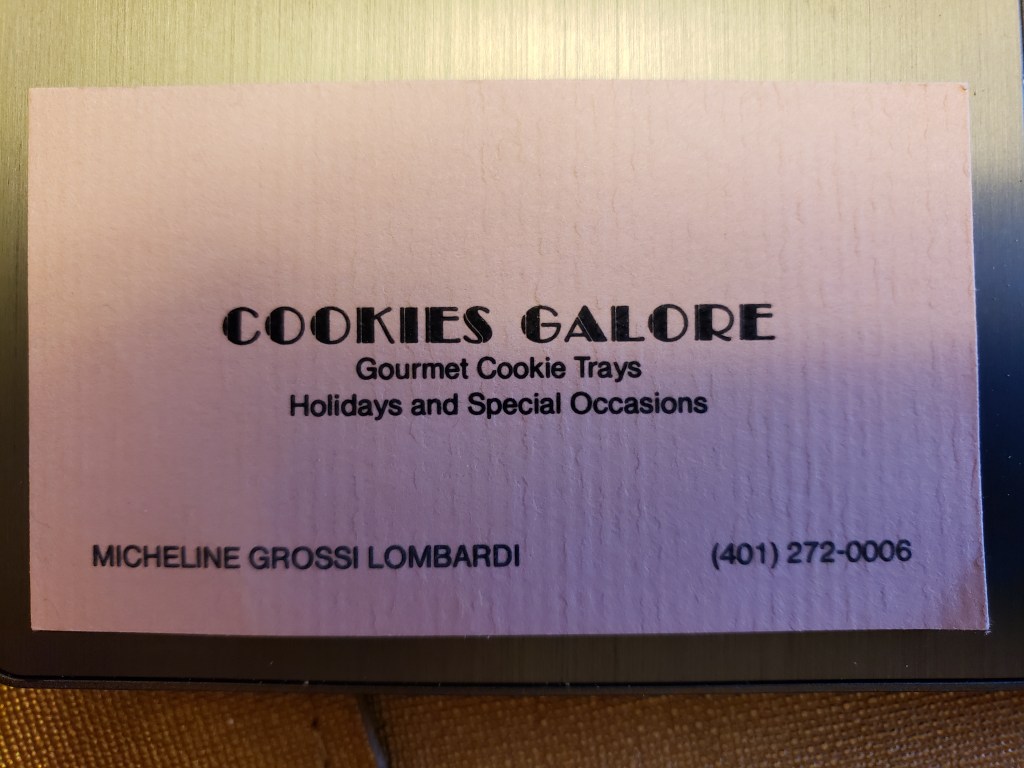 COOKIES GALORE
Gourmet Cookie Trays
Holidays and Special Occasions
MICHELINE GROSSI LOMBARDI (401) 272-0006